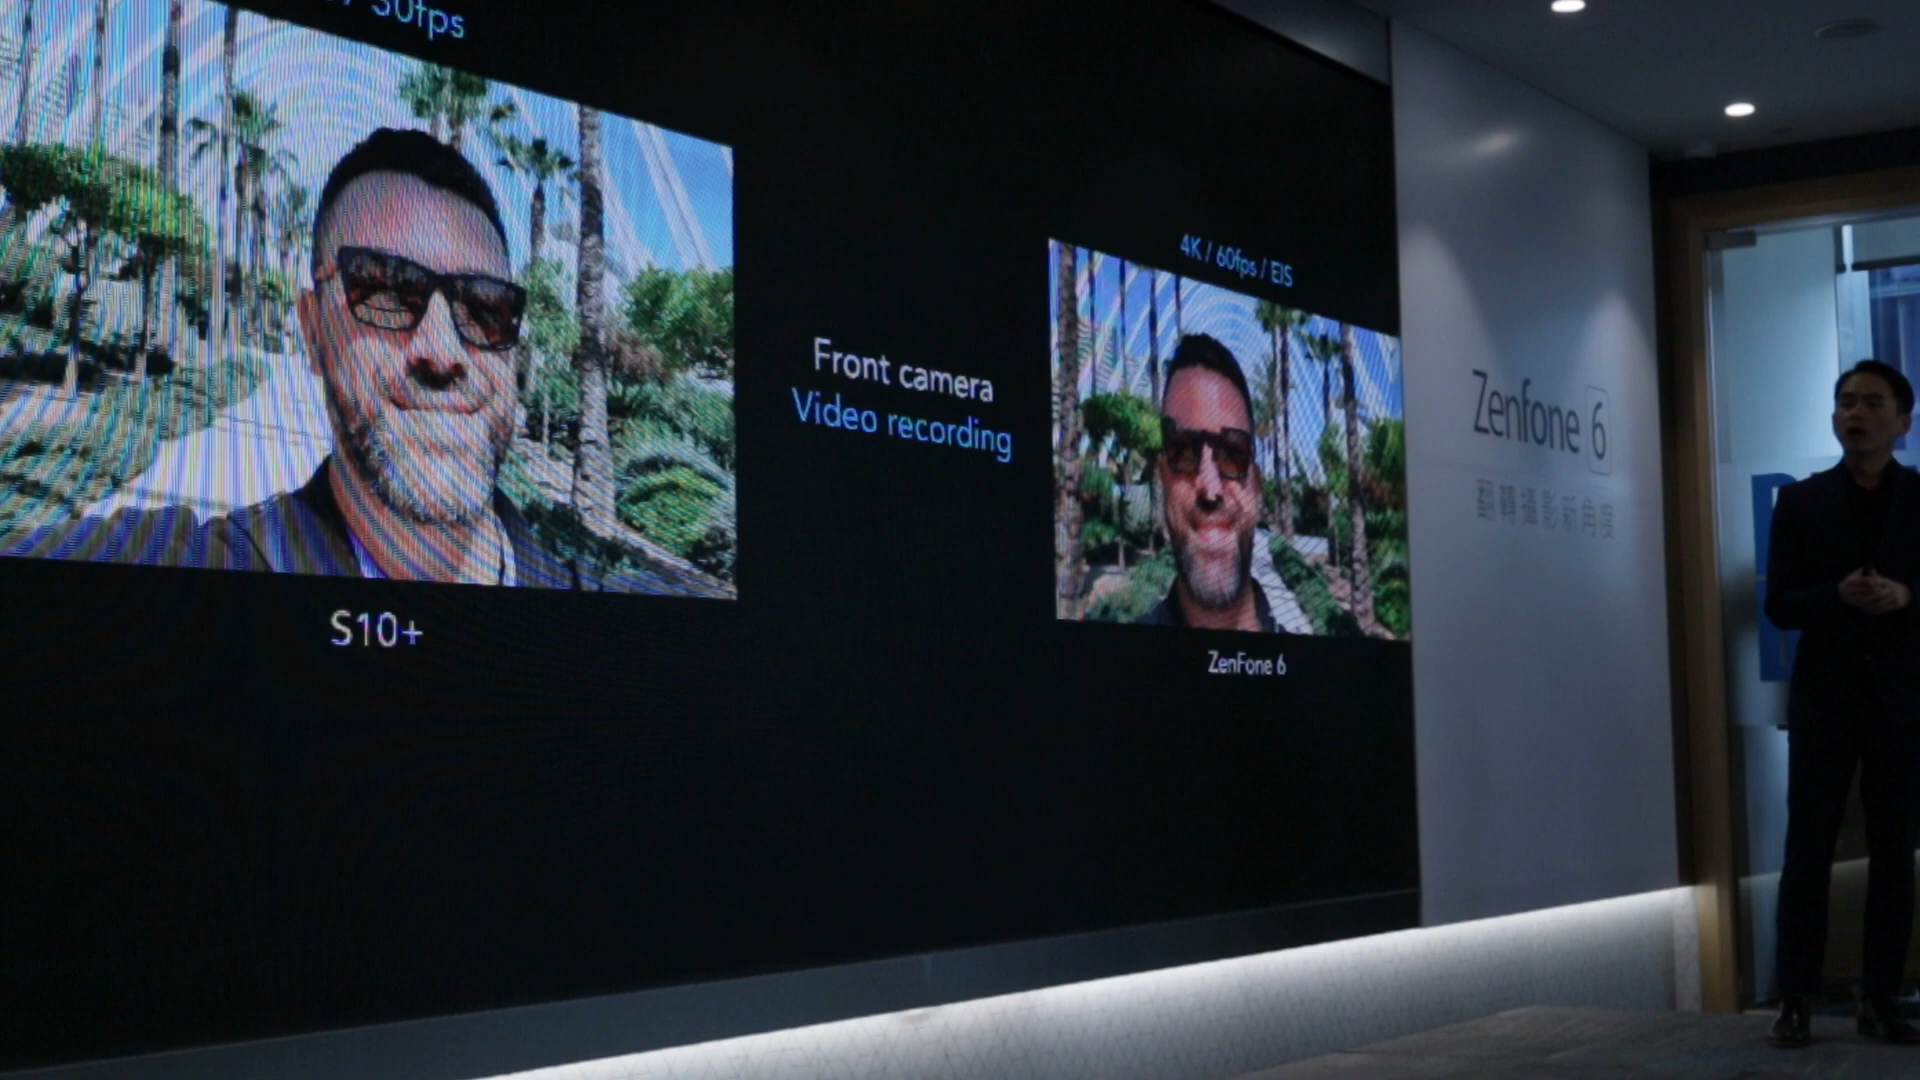 30fps
4K / 60fps / EIS
Front camera
Video recording
S10+
ZenFone 6
Zenfone 6
翻轉攝影新角度